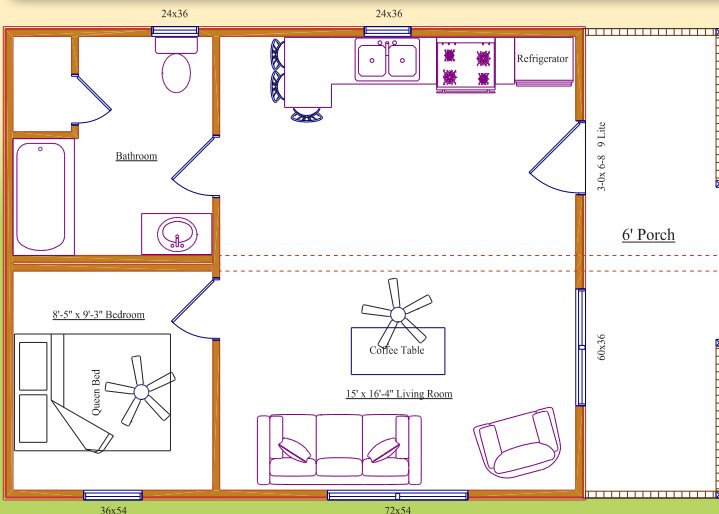 24x36
24x36
Refrigerator
3-0x 6-8 9 Lite
Bathroom
6' Porch
8'-5" x 9'-3" Bedroom
60x36
Coffee Table
Queen Bed
15' x 16'-4" Living Room
36x54
72x54